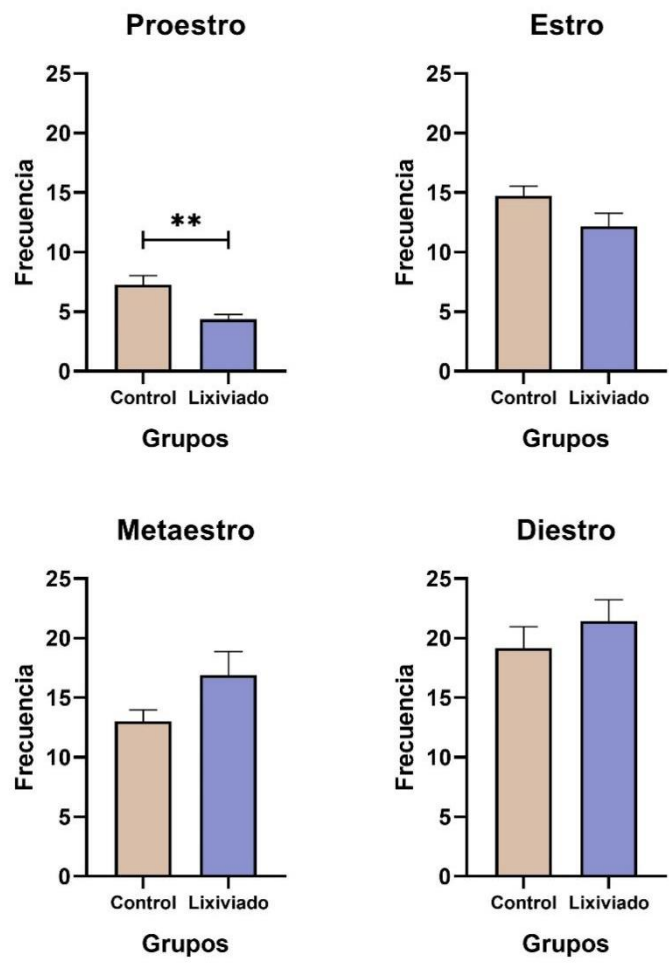 Proestro
25
20
15
10
5
0
Frecuencia
**
Control Lixiviado
Grupos
Estro
25
20
15
10
5
0
Frecuencia
Control Lixiviado
Grupos
Metaestro
25
20
15
10
5
0
Frecuencia
Control Lixiviado
Grupos
Diestro
25
20
15
10
5
0
Frecuencia
Control Lixiviado
Grupos